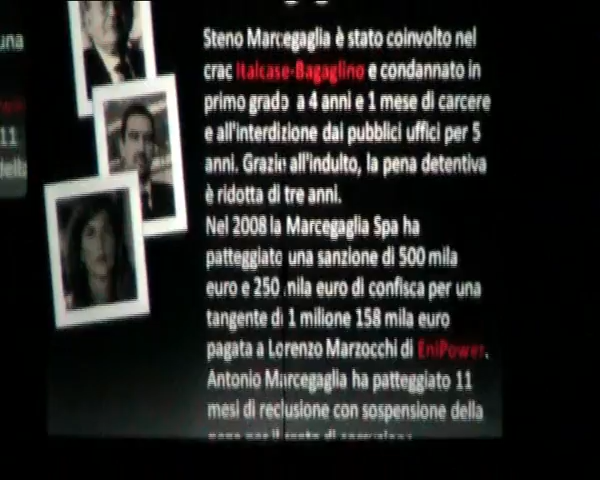 una
11
Steno Marcegaglia è stato coinvolto nel
crac Italcase-Bagaglino e condannato in
primo grado a 4 anni e 1 mese di carcere
e all'interdizione dai pubblici uffici per 5
anni. Grazie all'indulto, la pena detentiva
è ridotta di tre anni.
Nel 2008 la Marcegaglia Spa ha
patteggiato una sanzione di 500 mila
euro e 250 mila euro di confisca per una
tangente di 1 milione 158 mila euro
pagata a Lorenzo Marzocchi di EniPower.
Antonio Marcegaglia ha patteggiato 11
mesi di reclusione con sospensione della